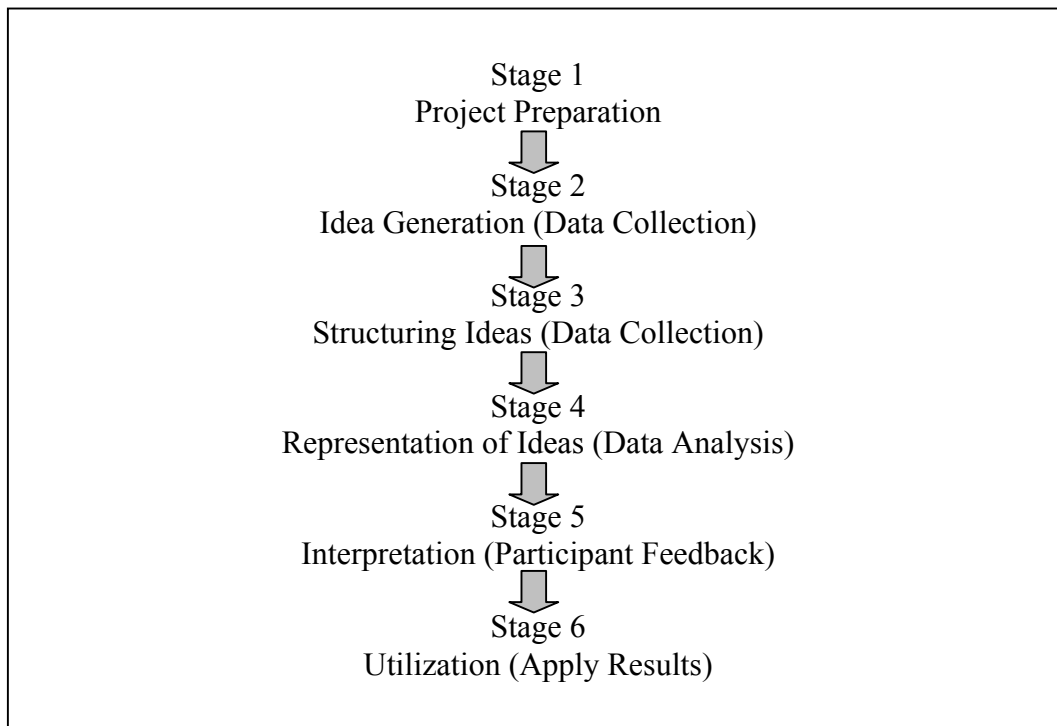 Stage 1
Project Preparation
Stage 2
Idea Generation (Data Collection)
Stage 3
Structuring Ideas (Data Collection)
Stage 4
Representation of Ideas (Data Analysis)
Stage 5
Interpretation (Participant Feedback)
Stage 6
Utilization (Apply Results)